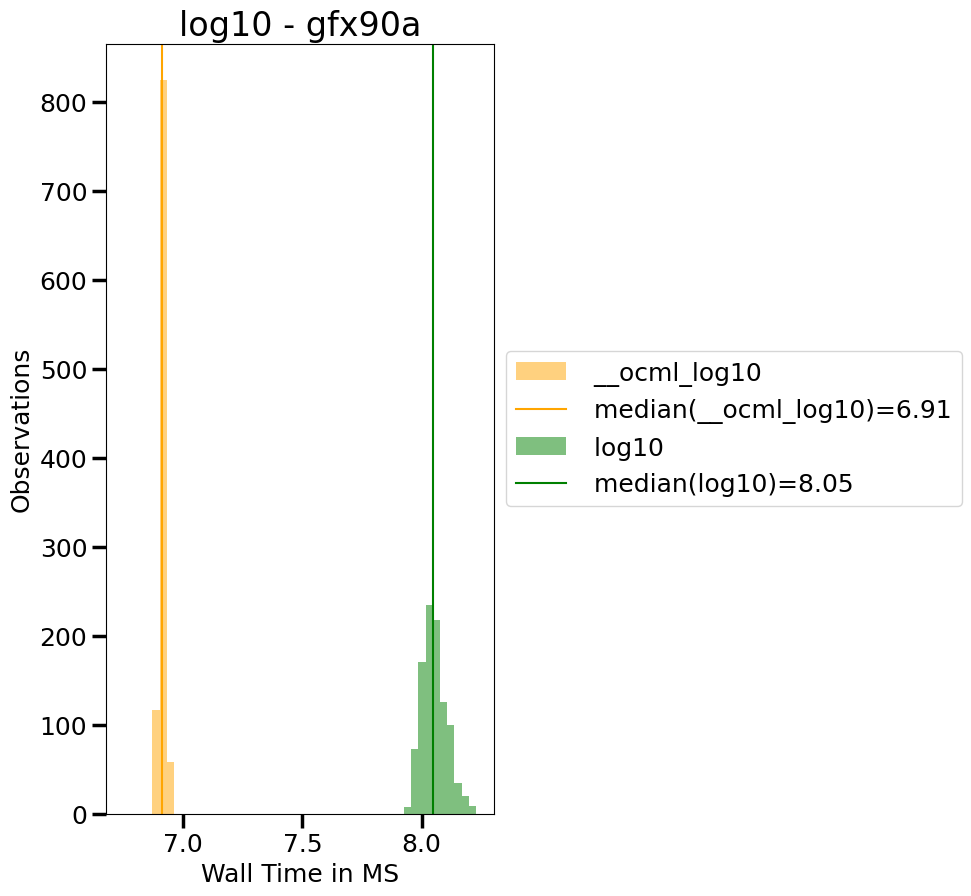 log10 - gfx90a
800
700
600
500
400
300
200
100
0
Observations
7.0 7.5 8.0
Wall Time in MS
__ocml_log10
median(__ocml_log10)=6.91
log10
median(log10)=8.05